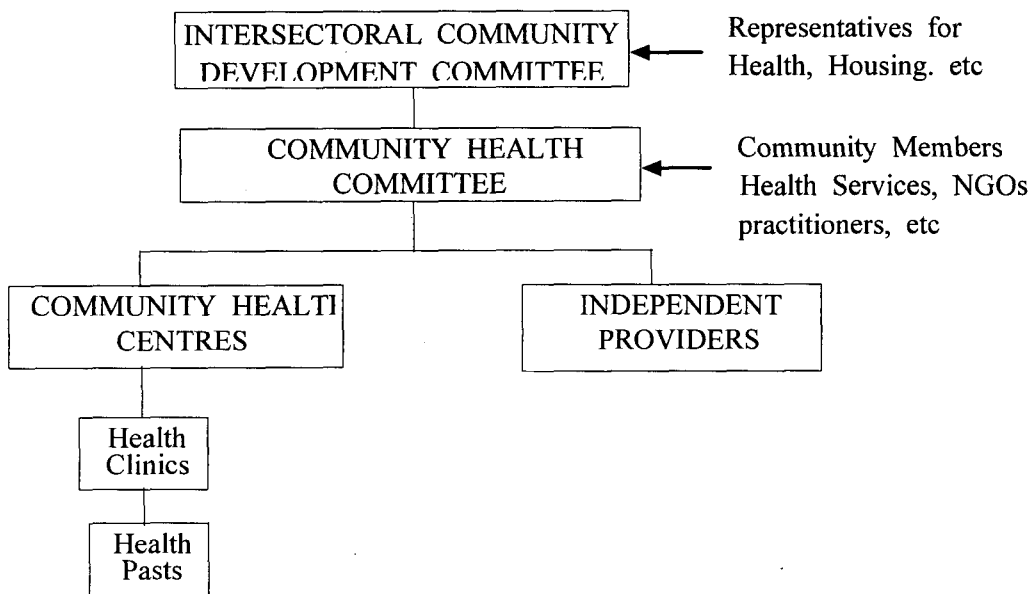 INTERSECTORAL COMMUNITY
DEVELOPMENT COMMITTEE
Representatives for
Health, Housing. etc
COMMUNITY HEALTH
COMMITTEE
Community Members
Health Services, NGOs
practitioners, etc
COMMUNITY HEALTH
CENTRES
INDEPENDENT
PROVIDERS
Health
Clinics
Health
Pasts